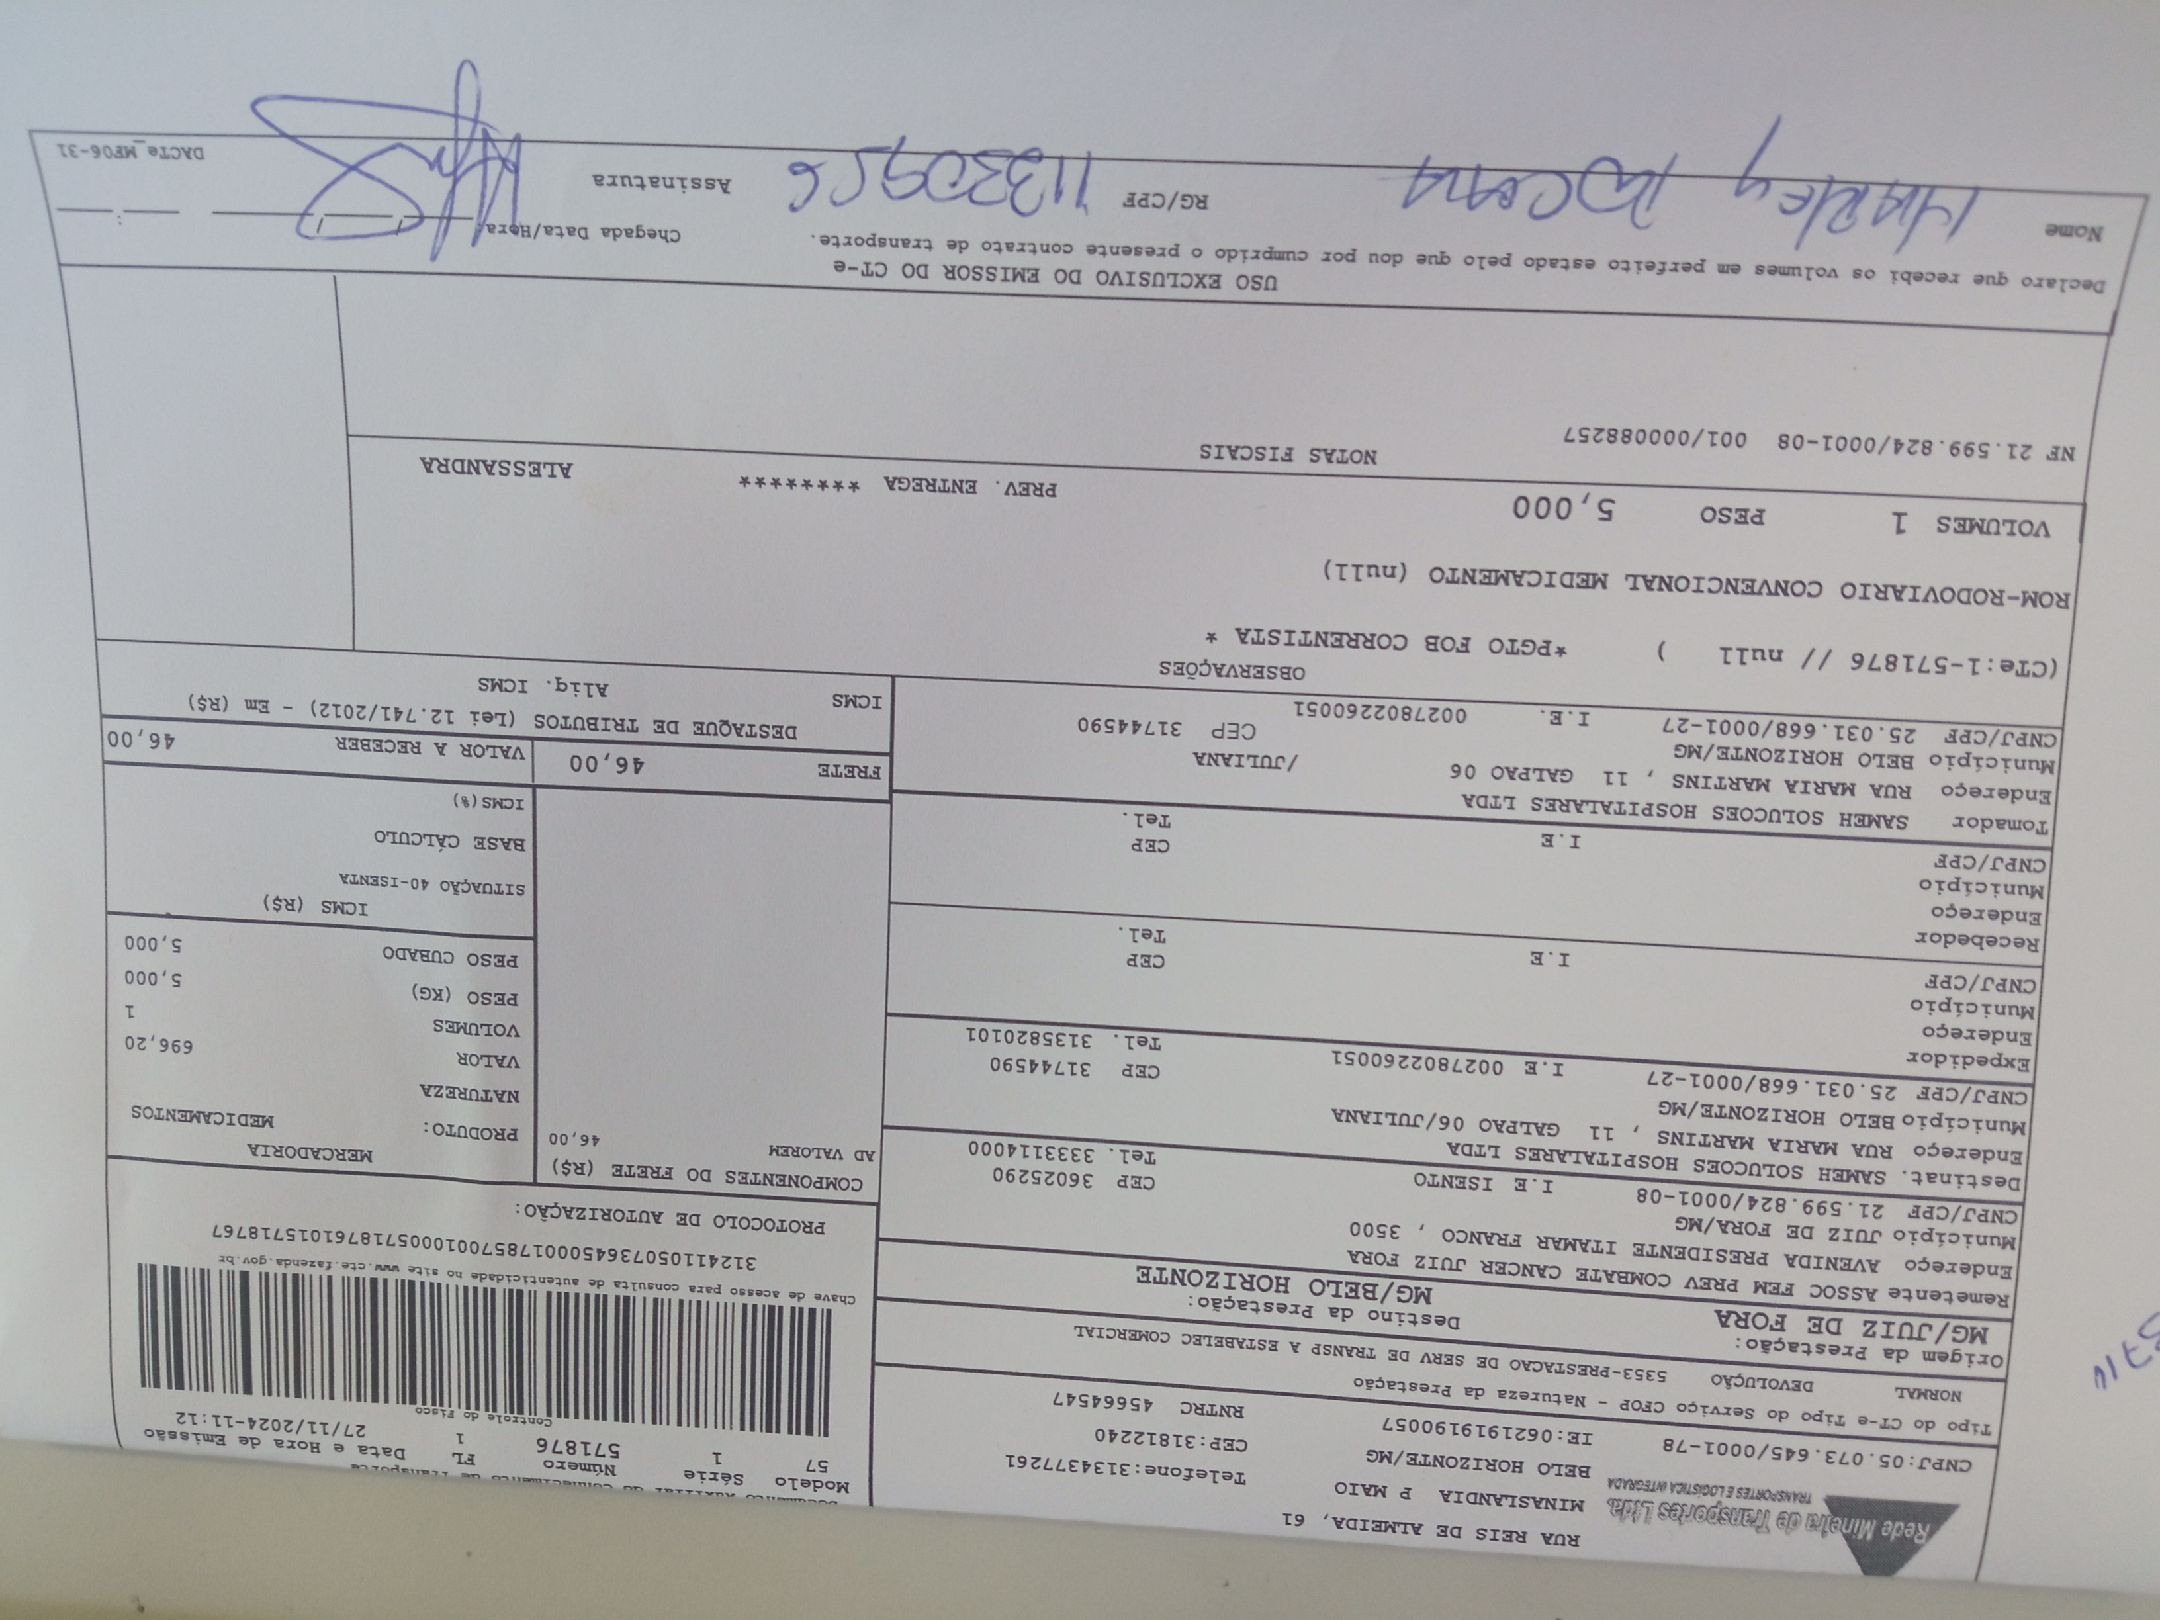 Rede Mineira de Transportes Ltda.
TRANSPORTES E LOGÍSTICA INTEGRADA
RUA REIS DE ALMEIDA, 61
MINASLANDIA P MAIO Telefone:3134377261
BELO HORIZONTE/MG CEP:31812240
CNPJ:05.073.645/0001-78 IE:0621919190057 RNTRC 45664547
Documento Auxiliar do Conhecimento de Transporte
Modelo Série Número FL Data e Hora de Emissão
57 1 571876 1 27/11/2024-11:12
Controle do Fisco
Tipo do CT-e Tipo do Serviço CFOP - Natureza da Prestação
NORMAL DEVOLUÇÃO 5353-PRESTACAO DE SERV DE TRANSP A ESTABELEC COMERCIAL
Origem da Prestação: Destino da Prestação:
MG/JUIZ DE FORA MG/BELO HORIZONTE
Chave de acesso para consulta de autenticidade no site www.cte.fazenda.gov.br
PROTOCOLO DE AUTORIZAÇÃO:
Remetente ASSOC FEM PREV COMBATE CANCER JUIZ FORA
Endereço AVENIDA PRESIDENTE ITAMAR FRANCO , 3500
Município JUIZ DE FORA/MG CEP 36025290
CNPJ/CPF 21.599.824/0001-08 I.E ISENTO Tel. 3333114000
Destinat. SAMEH SOLUCOES HOSPITALARES LTDA
Endereço RUA MARIA MARTINS , 11 GALPAO 06/JULIANA
Município BELO HORIZONTE/MG CEP 31744590
CNPJ/CPF 25.031.668/0001-27 I.E 0027802260051 Tel. 3135820101
Expedidor
Endereço
Município CEP
CNPJ/CPF I.E Tel.
Recebedor
Endereço
Município CEP
CNPJ/CPF I.E Tel.
Tomador SAMEH SOLUCOES HOSPITALARES LTDA
Endereço RUA MARIA MARTINS , 11 GALPAO 06 /JULIANA
Município BELO HORIZONTE/MG CEP 31744590
CNPJ/CPF 25.031.668/0001-27 I.E. 0027802260051
COMPONENTES DO FRETE (R$)
AD VALOREM 46,00
MERCADORIA
PRODUTO: MEDICAMENTOS
NATUREZA
VALOR 696,20
VOLUMES 1
PESO (KG) 5,000
PESO CUBADO 5,000
ICMS (R$)
SITUAÇÃO 40-ISENTA
BASE CÁLCULO
ICMS(%)
FRETE 46,00 VALOR A RECEBER 46,00
DESTAQUE DE TRIBUTOS (Lei 12.741/2012) - Em (R$)
ICMS Aliq. ICMS
OBSERVAÇÕES
(CTe:1-571876 // null ) *PGTO FOB CORRENTISTA *
ROM-RODOVIARIO CONVENCIONAL MEDICAMENTO (null)
VOLUMES 1 PESO 5,000 PREV. ENTREGA ******** ALESSANDRA
NOTAS FISCAIS
NF 21.599.824/0001-08 001/000088257
USO EXCLUSIVO DO EMISSOR DO CT-e
Declaro que recebi os volumes em perfeito estado pelo que dou por cumprido o presente contrato de transporte.
Chegada Data/Hora:
Nome RG/CPF Assinatura
DACTe_MF06-31